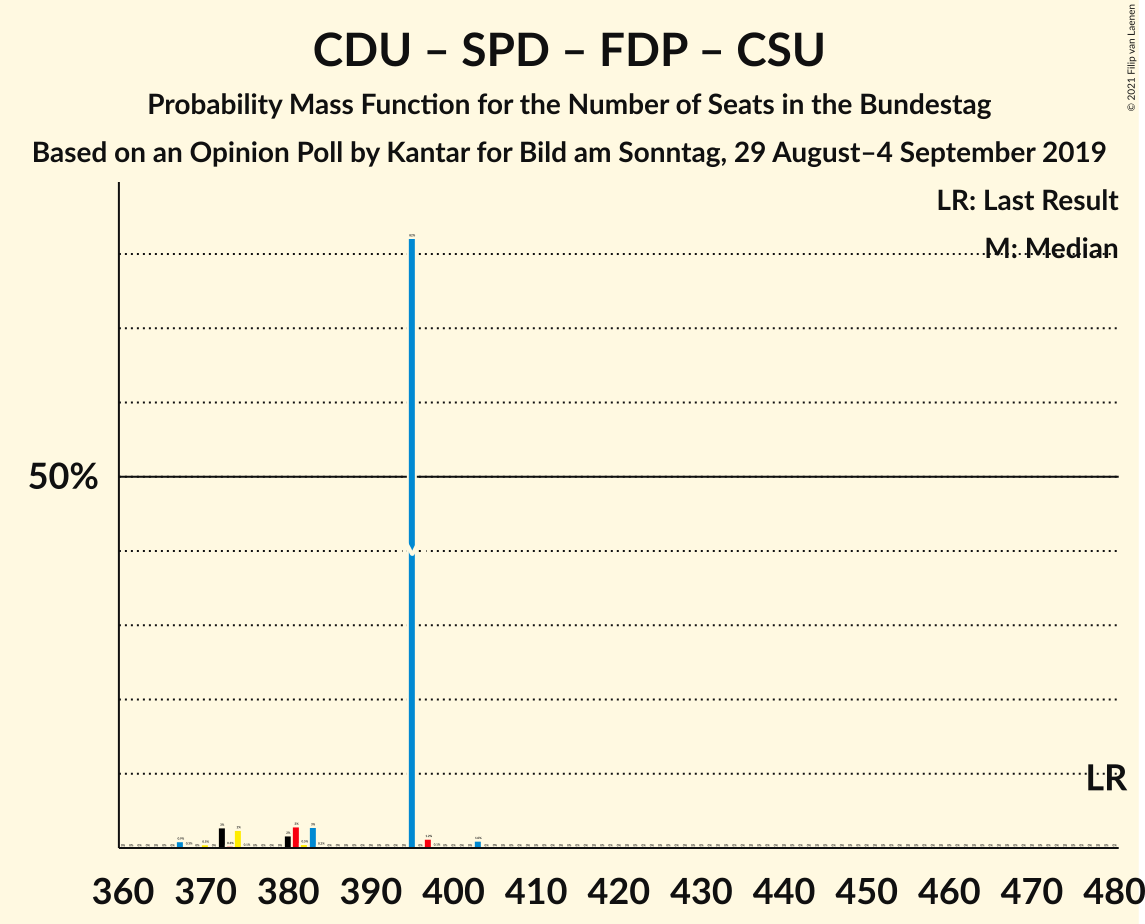 CDU – SPD – FDP – CSU
Probability Mass Function for the Number of Seats in the Bundestag
Based on an Opinion Poll by Kantar for Bild am Sonntag, 29 August–4 September 2019
© 2021 Filip van Laenen
LR: Last Result
M: Median
50%
LR
360 370 380 390 400 410 420 430 440 450 460 470 480